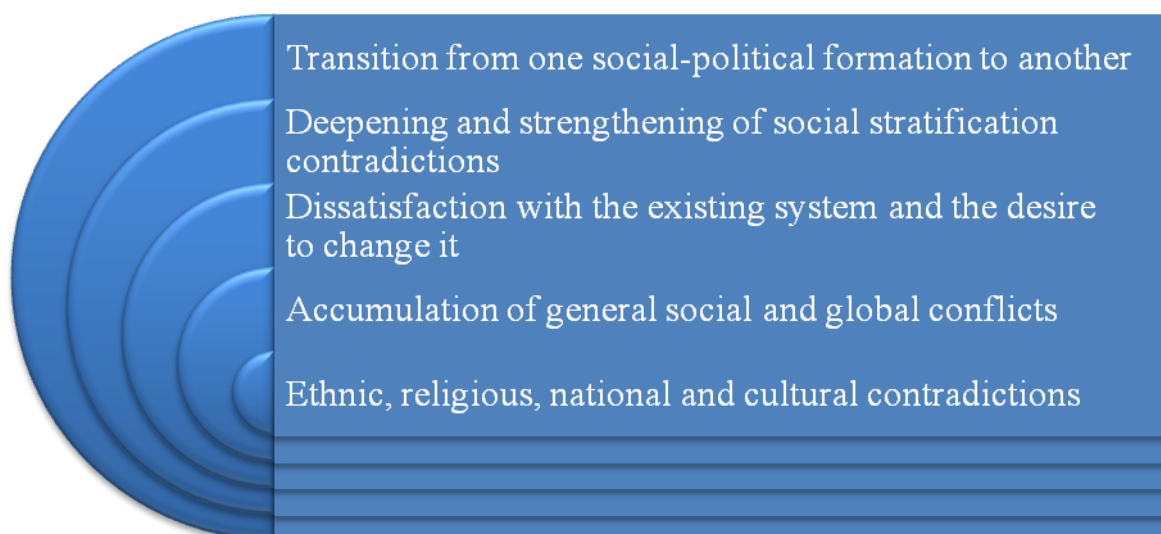 Transition from one social-political formation to another
Deepening and strengthening of social stratification
contradictions
Dissatisfaction with the existing system and the desire
to change it
Accumulation of general social and global conflicts
Ethnic, religious, national and cultural contradictions